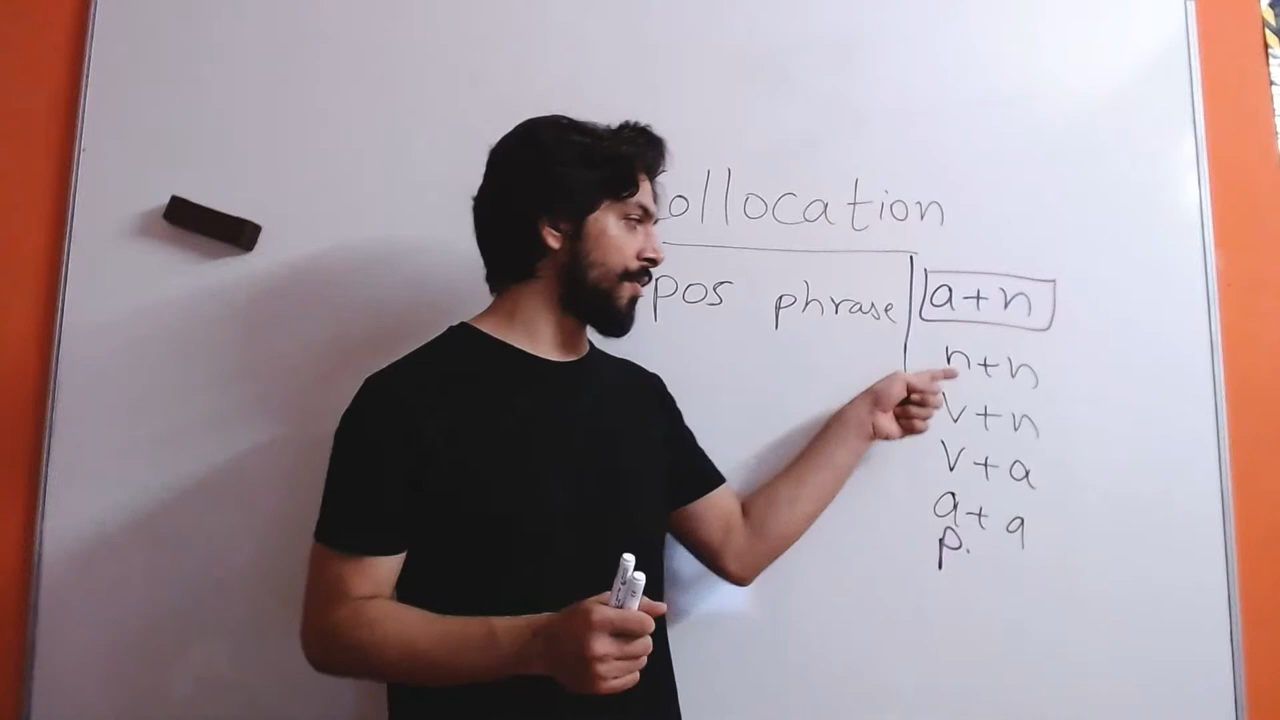 ollocation
pos phrase
a+n
n+n
v+n
v+a
a+a
p.